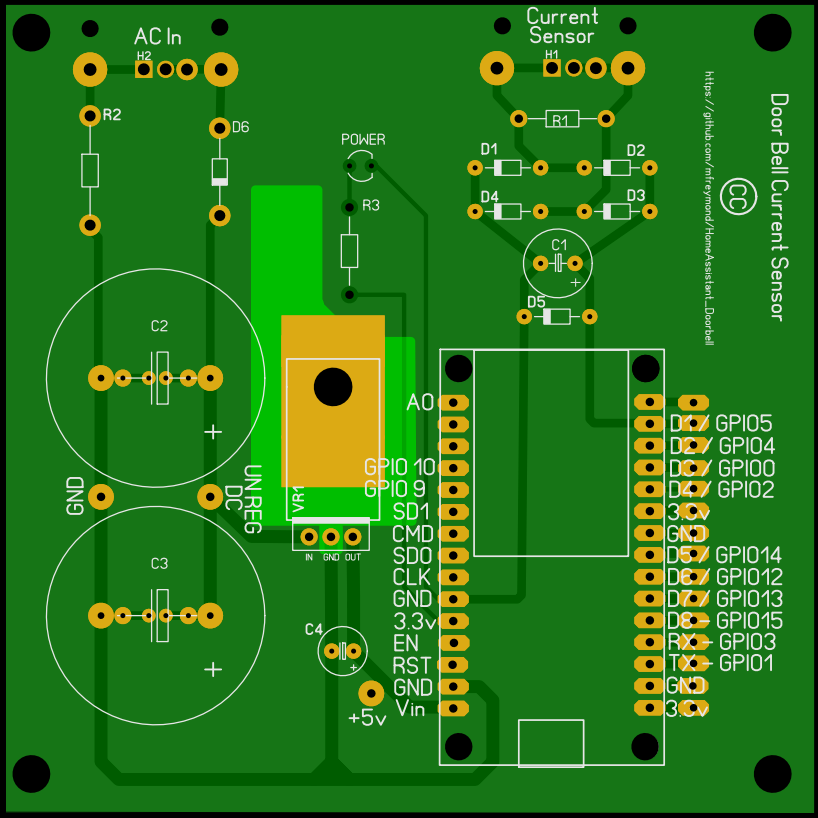 AC In
H2
Current
Sensor
H1
R2
D6
POWER
R3
R1
D1
D2
D4
D3
C1
+
D5
https://github.com/mfreymond/HomeAssistant_Doorbell
CC
Door Bell Current Sensor
C2
+
GND
UNREG
DC
VR1
IN GND OUT
C3
+
C4
+
+5v
A0
GPIO 10
GPIO 9
SD1
CMD
SD0
CLK
GND
3.3v
EN
RST
GND
Vin
D1 / GPIO5
D2 / GPIO4
D3 / GPIO0
D4 / GPIO2
3.3v
GND
D5 / GPIO14
D6 / GPIO12
D7 / GPIO13
D8 - GPIO15
RX - GPIO3
TX - GPIO1
GND
3.3v